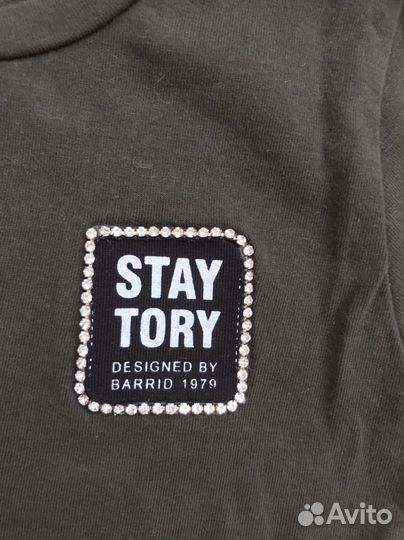 STAY
TORY
DESIGNED BY
BARRID 1979
Avito